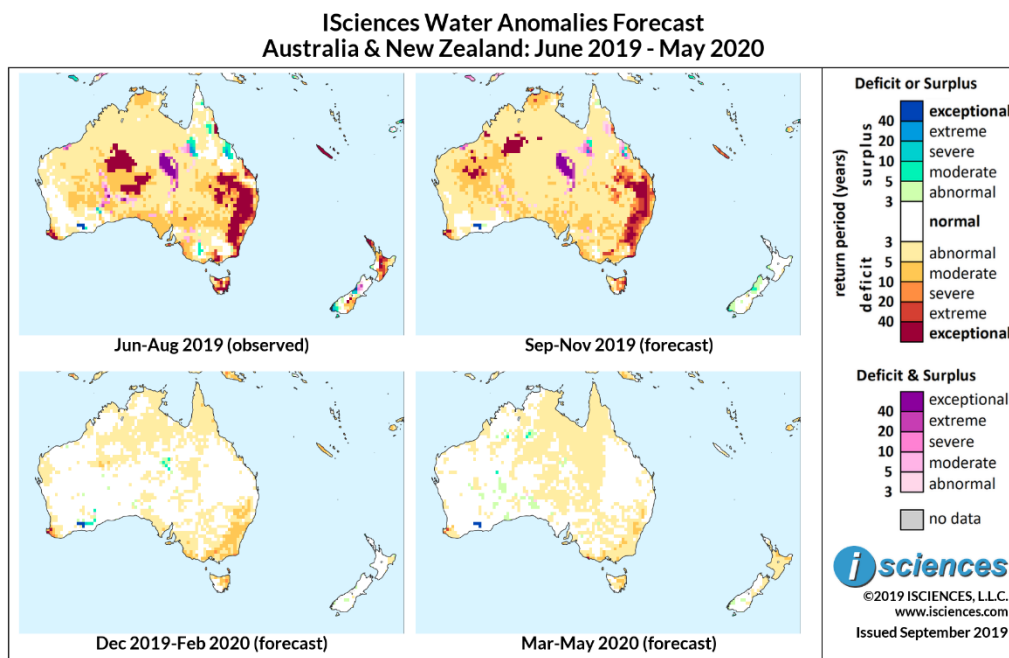 ISciences Water Anomalies Forecast
Australia & New Zealand: June 2019 - May 2020
Jun-Aug 2019 (observed)
Sep-Nov 2019 (forecast)
Dec 2019-Feb 2020 (forecast)
Mar-May 2020 (forecast)
Deficit or Surplus
return period (years)
surplus
deficit
exceptional
40
extreme
20
severe
10
moderate
5
abnormal
3
normal
3
abnormal
5
moderate
10
severe
20
extreme
40
exceptional
Deficit & Surplus
exceptional
40
extreme
20
severe
10
moderate
5
abnormal
3
no data
i sciences
©2019 ISCIENCES, L.L.C.
www.isciences.com
Issued September 2019